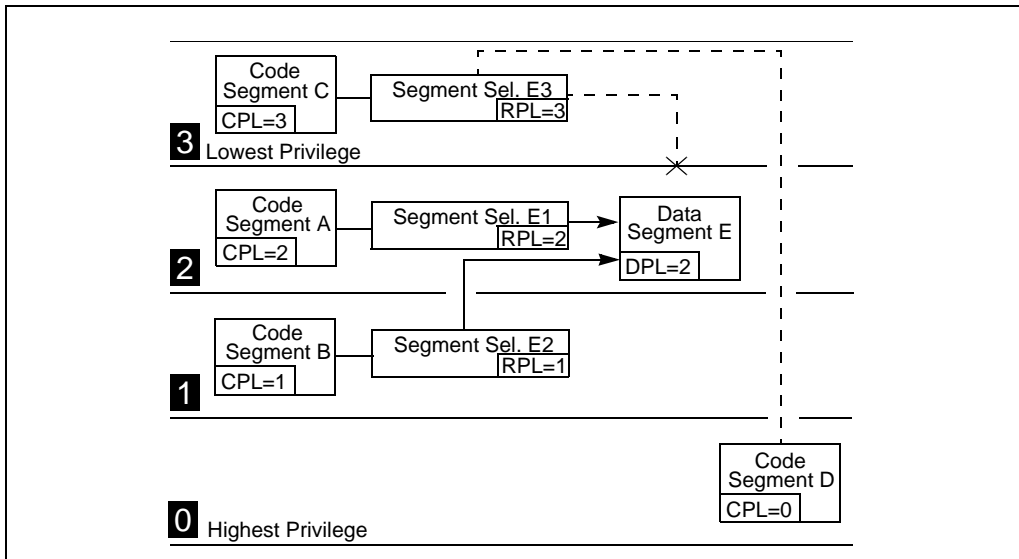 Code
Segment C
CPL=3
Segment Sel. E3
RPL=3
3
Lowest Privilege
Code
Segment A
CPL=2
Segment Sel. E1
RPL=2
Data
Segment E
DPL=2
2
Code
Segment B
CPL=1
Segment Sel. E2
RPL=1
1
Code
Segment D
CPL=0
0
Highest Privilege